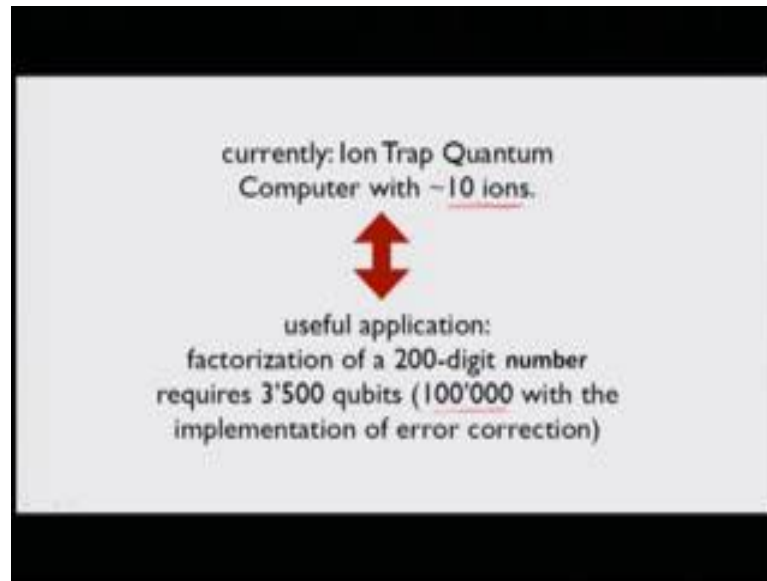 currently: Ion Trap Quantum
Computer with ~10 ions.
useful application:
factorization of a 200-digit number
requires 3'500 qubits (100'000 with the
implementation of error correction)